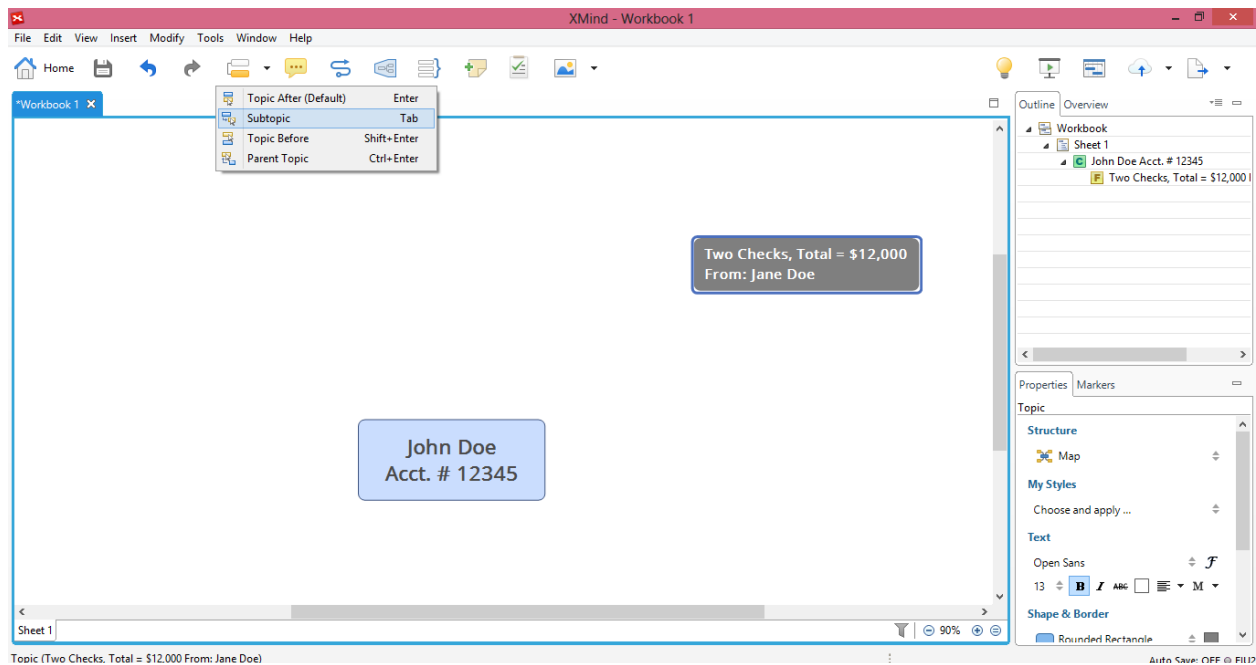 XMind - Workbook 1
File Edit View Insert Modify Tools Window Help
Home
*Workbook 1
Topic After (Default) Enter
Subtopic Tab
Topic Before Shift+Enter
Parent Topic Ctrl+Enter
Two Checks, Total = $12,000
From: Jane Doe
John Doe
Acct. # 12345
Sheet 1
90%
Outline Overview
Workbook
Sheet 1
C John Doe Acct. # 12345
F Two Checks, Total = $12,000
Properties Markers
Topic
Structure
Map
My Styles
Choose and apply ...
Text
Open Sans F
13 B I ABC M
Shape & Border
Rounded Rectangle
Topic (Two Checks, Total = $12,000 From: Jane Doe)
Auto Save: OFF